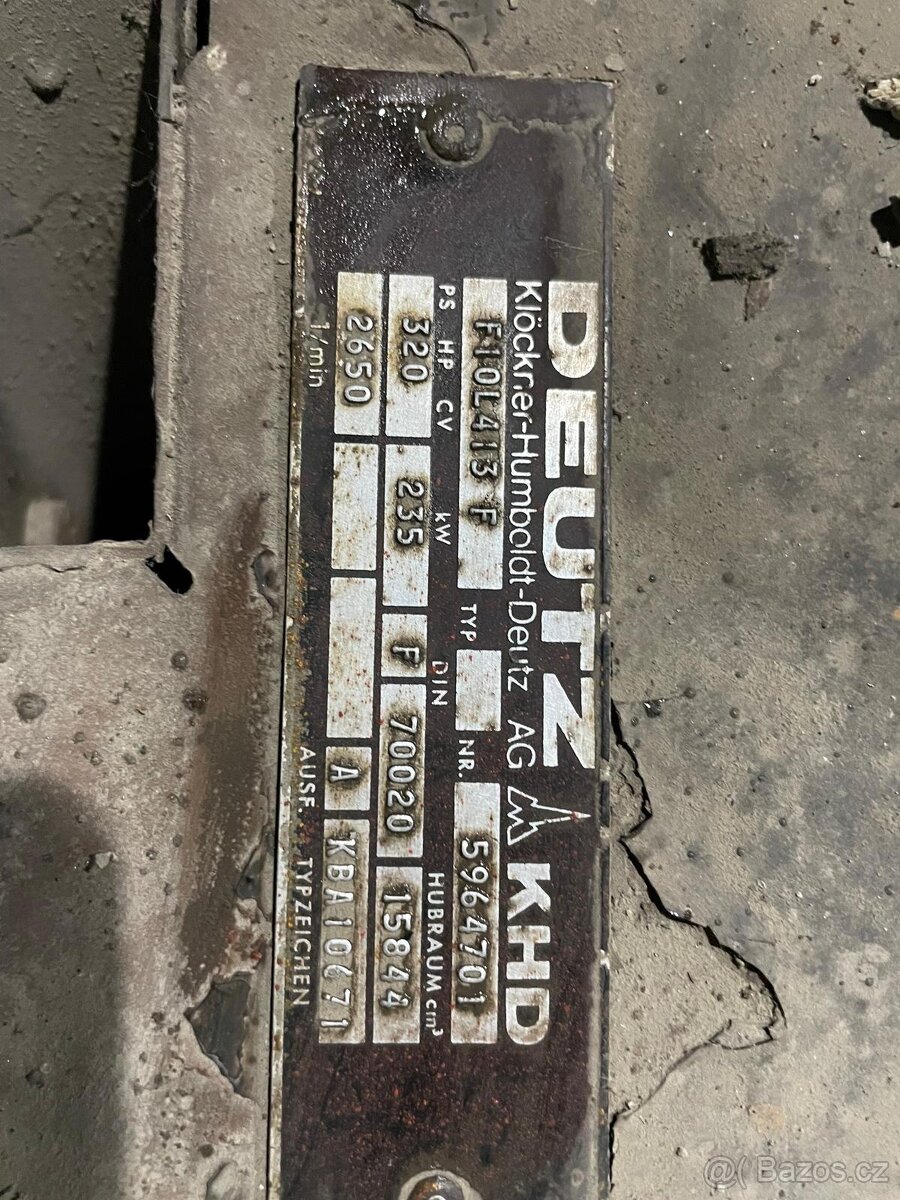 DEUTZ KHD
Klöckner-Humboldt-Deutz AG
F10L413 F TYP NR. 5964701
PS HP CV kW DIN HUBRAUM cm³
320 235 F 70020 15844
2650 A KBA10671
1/min AUSF. TYPZEICHEN
@ Bazos.cz